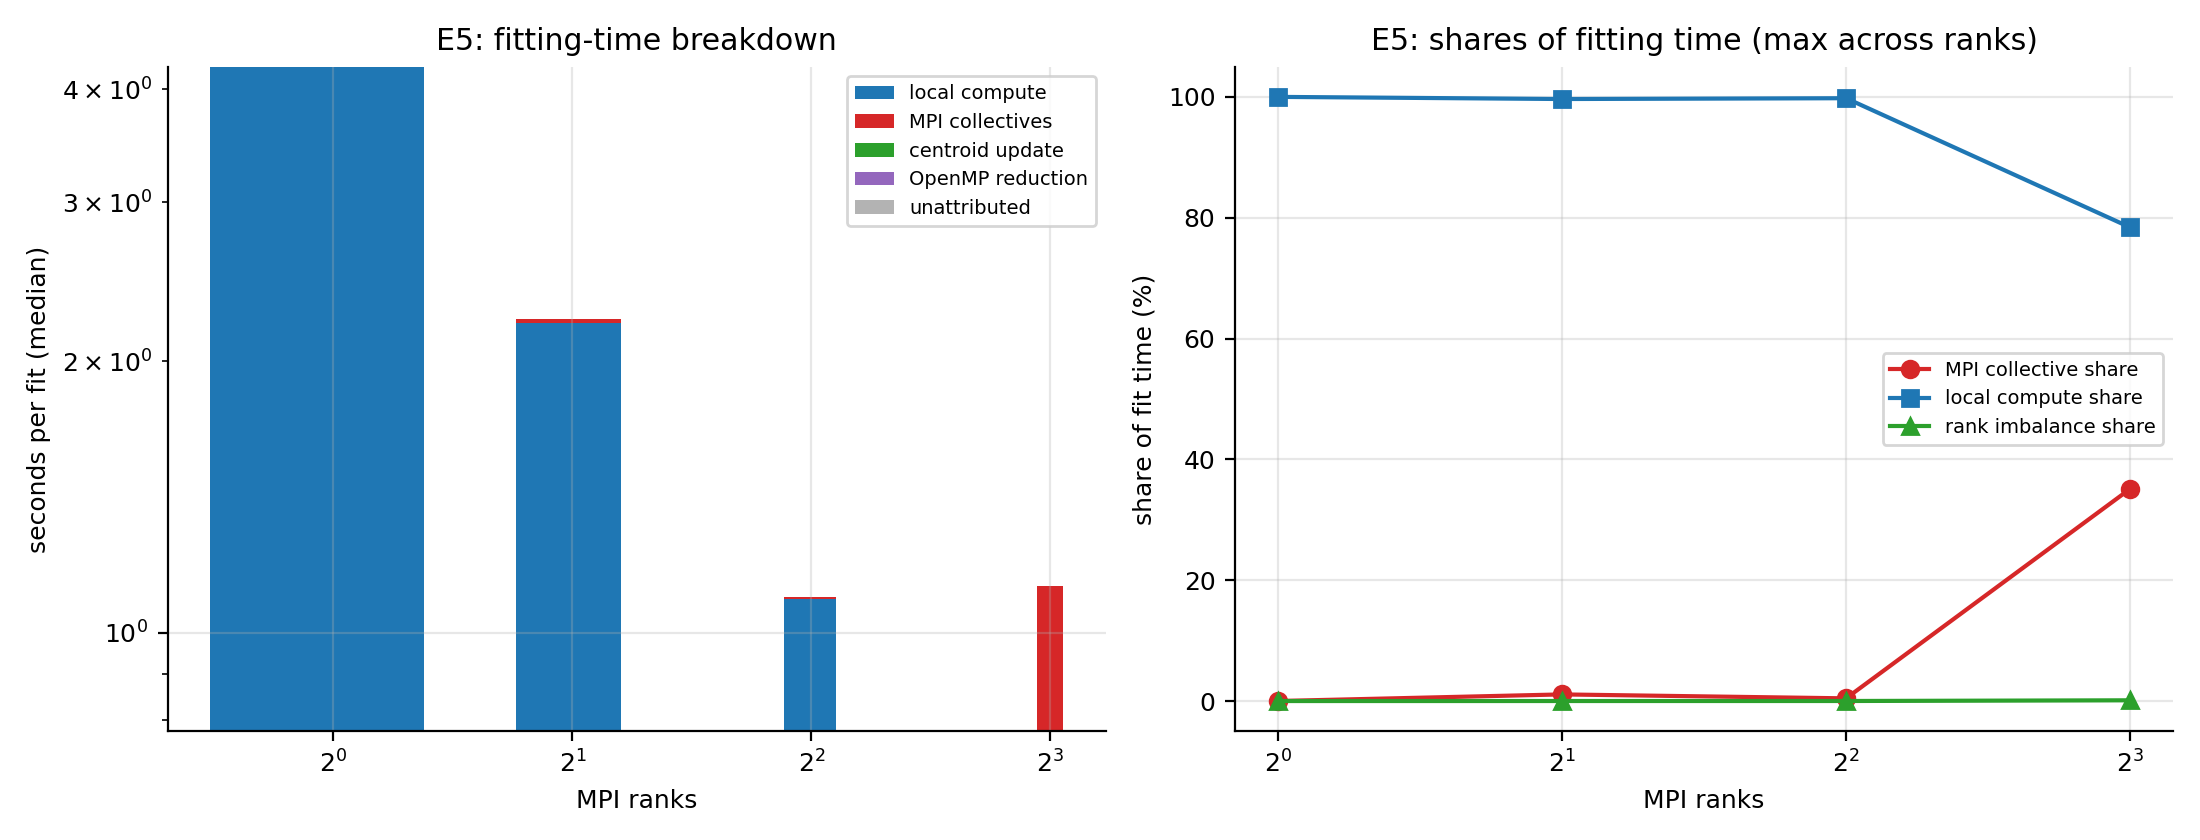 E5: fitting-time breakdown
seconds per fit (median)
4 × 10⁰
3 × 10⁰
2 × 10⁰
10⁰
local compute
MPI collectives
centroid update
OpenMP reduction
unattributed
2⁰ 2¹ 2² 2³
MPI ranks
E5: shares of fitting time (max across ranks)
share of fit time (%)
100
80
60
40
20
0
MPI collective share
local compute share
rank imbalance share
2⁰ 2¹ 2² 2³
MPI ranks